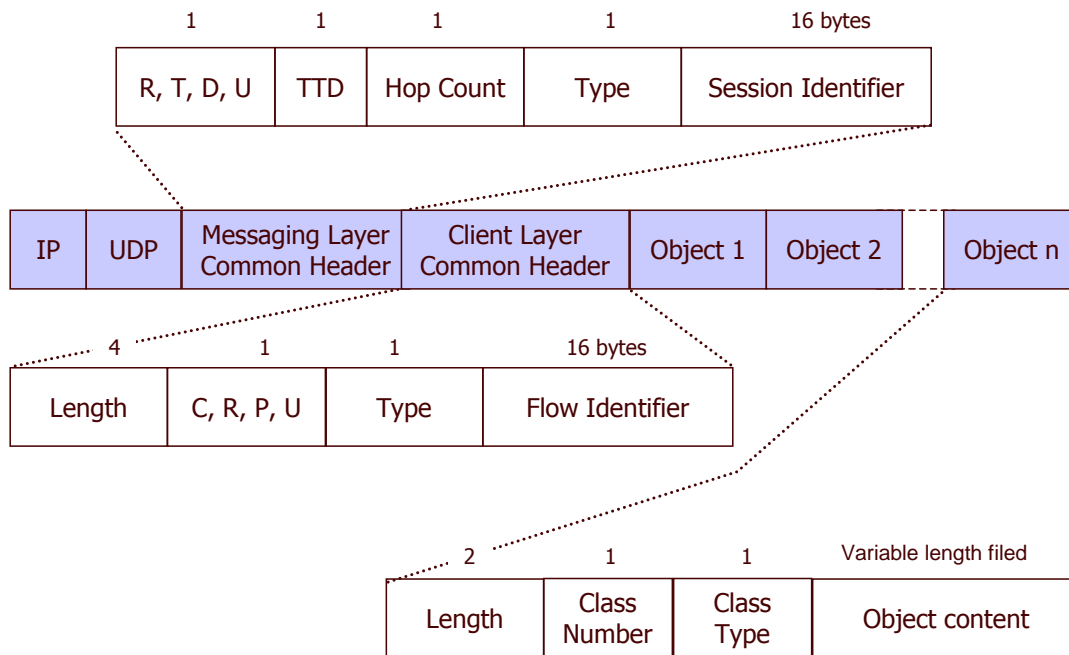 1 1 1 1 16 bytes
R, T, D, U TTD Hop Count Type Session Identifier
IP UDP Messaging Layer Common Header Client Layer Common Header Object 1 Object 2 Object n
4 1 1 16 bytes
Length C, R, P, U Type Flow Identifier
2 1 1 Variable length filed
Length Class Number Class Type Object content